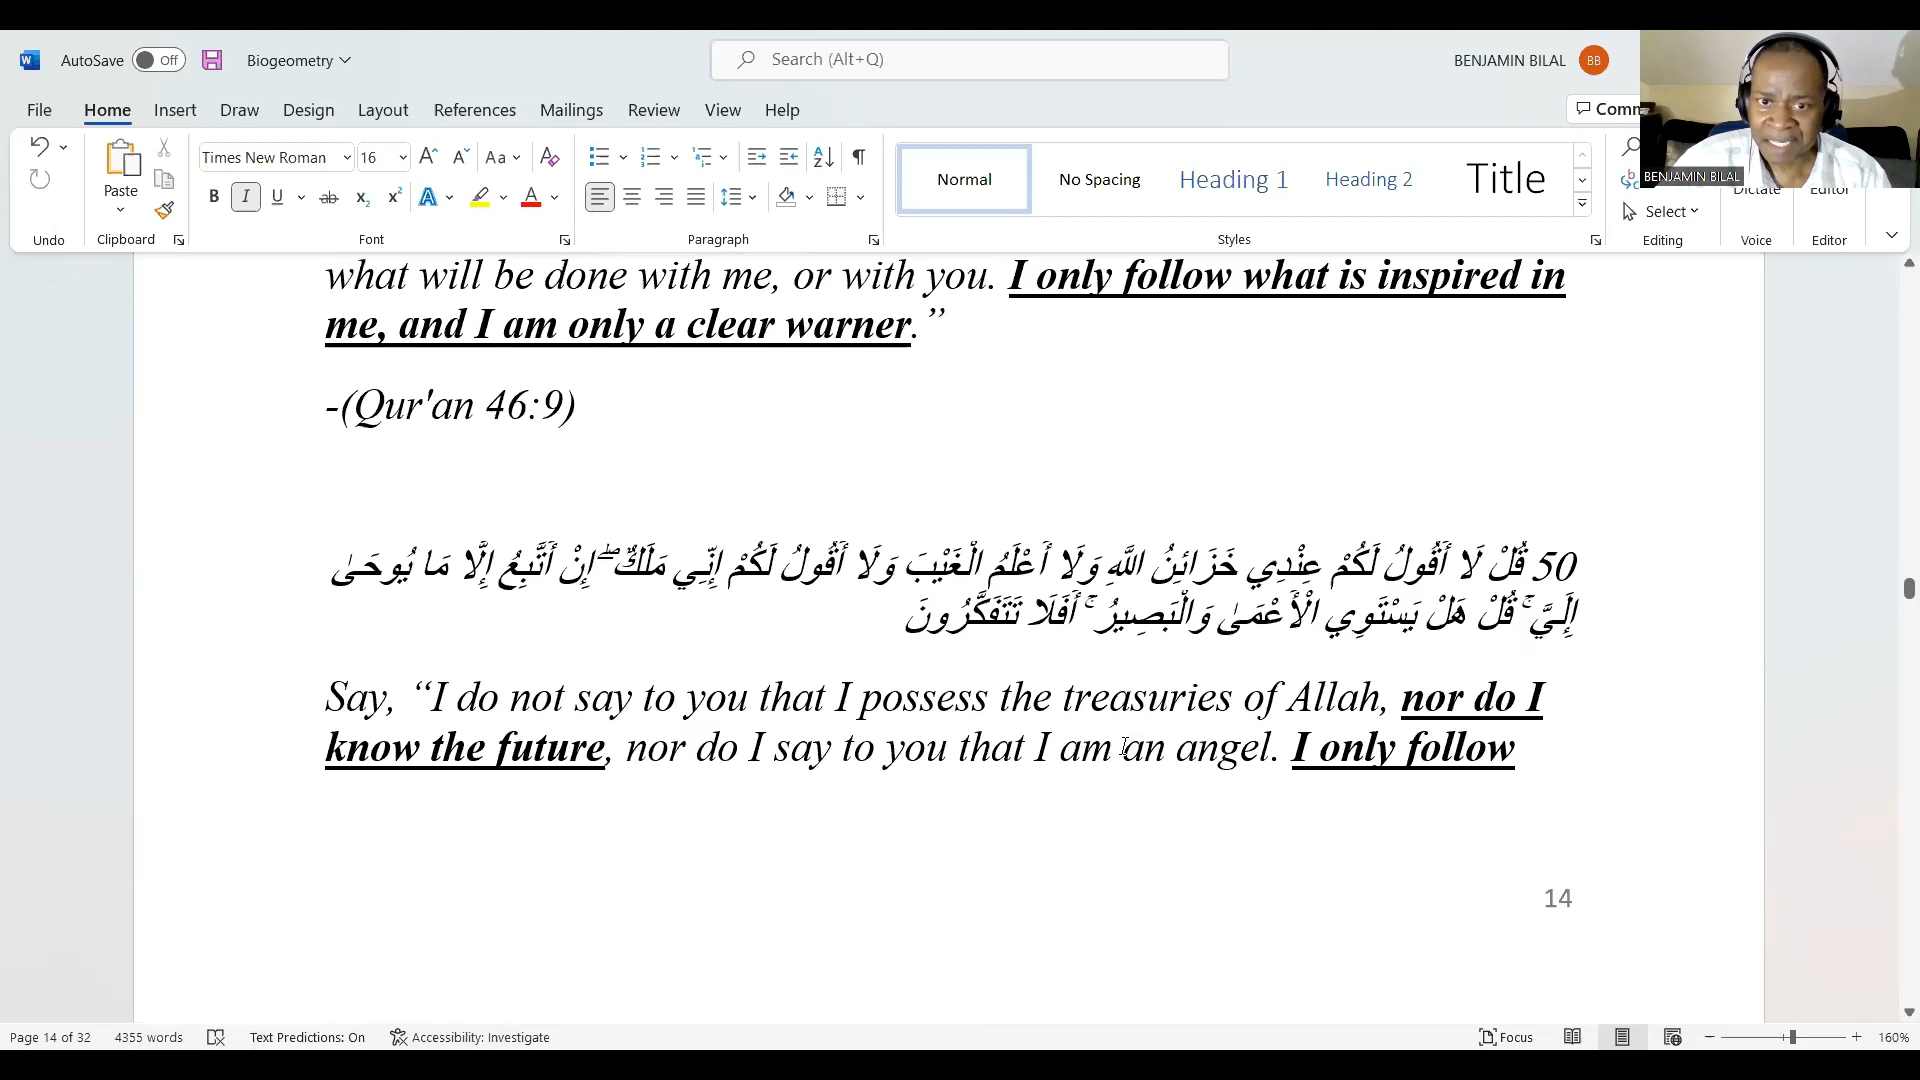 AutoSave Off Biogeometry Search (Alt+Q) BENJAMIN BILAL BB
File Home Insert Draw Design Layout References Mailings Review View Help
Times New Roman 16 Aa
Paste
Normal No Spacing Heading 1 Heading 2 Title
Select
BENJAMIN BILAL
Undo Clipboard Font Paragraph Styles Editing Voice Editor
what will be done with me, or with you. I only follow what is inspired in
me, and I am only a clear warner.”
-(Qur'an 46:9)
50 قُلْ لَا أَقُولُ لَكُمْ عِنْدِي خَزَائِنُ اللَّهِ وَلَا أَعْلَمُ الْغَيْبَ وَلَا أَقُولُ لَكُمْ إِنِّي مَلَكٌ ۖ إِنْ أَتَّبِعُ إِلَّا مَا يُوحَىٰ
إِلَيَّ ۚ قُلْ هَلْ يَسْتَوِي الْأَعْمَىٰ وَالْبَصِيرُ ۚ أَفَلَا تَتَفَكَّرُونَ
Say, “I do not say to you that I possess the treasuries of Allah, nor do I
know the future, nor do I say to you that I am an angel. I only follow
14
Page 14 of 32 4355 words Text Predictions: On Accessibility: Investigate Focus 160%